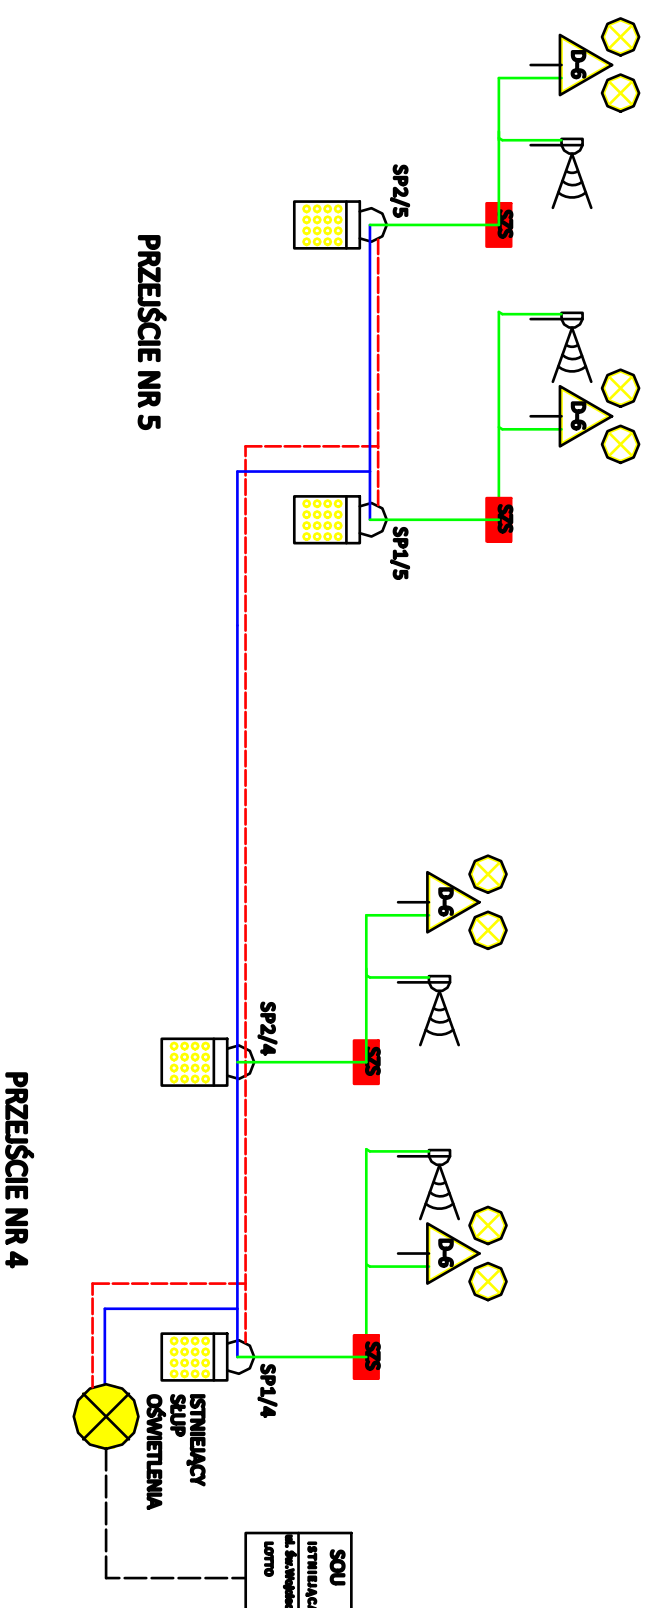 D-6
SP2/5
SZS
PRZEJŚCIE NR 5
D-6
SP1/5
SZS
D-6
SP2/4
SZS
PRZEJŚCIE NR 4
D-6
SP1/4
SZS
ISTNIEJĄCY
SŁUP
OŚWIETLENIA
SOU
LOTTO